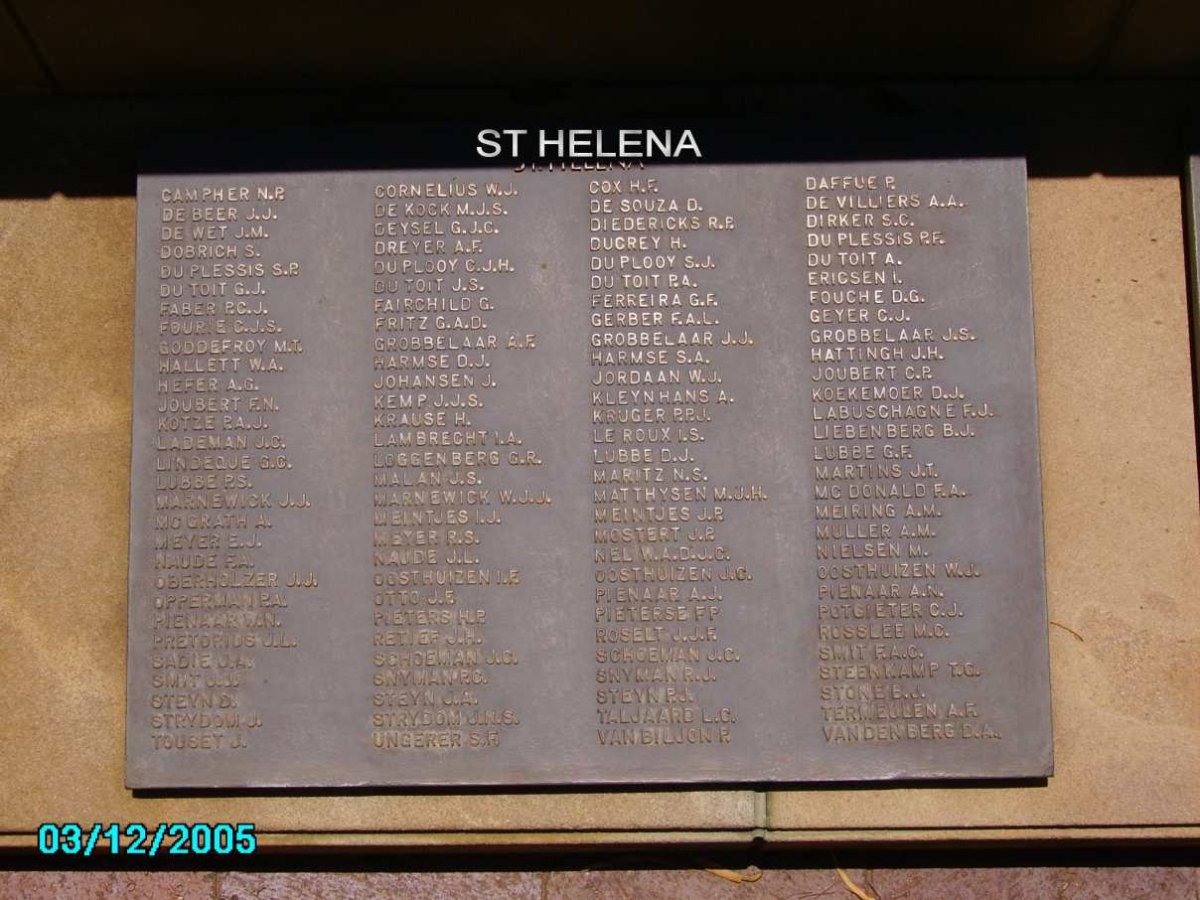 ST HELENA
ST. HELENA
CAMPHER N.P. CORNELIUS W.J. COX H.F. DAFFUE P.
DE BEER J.J. DE KOCK M.J.S. DE SOUZA D. DE VILLIERS A.A.
DE WET J.M. DEYSEL G.J.C. DIEDERICKS R.P. DIRKER S.C.
DOBRICH S. DREYER A.F. DUCREY H. DU PLESSIS P.F.
DU PLESSIS S.P. DU PLOOY C.J.H. DU PLOOY S.J. DU TOIT A.
DU TOIT G.J. DU TOIT J.S. DU TOIT P.A. ERICSEN I.
FABER P.C.J. FAIRCHILD G. FERREIRA G.F. FOUCHE D.G.
FOURIE C.J.S. FRITZ G.A.D. GERBER F.A.L. GEYER C.J.
GODDEFROY M.T. GROBBELAAR A.F. GROBBELAAR J.J. GROBBELAAR J.S.
HALLETT W.A. HARMSE D.J. HARMSE S.A. HATTINGH J.H.
HEFER A.G. JOHANSEN J. JORDAAN W.J. JOUBERT C.P.
JOUBERT F.N. KEMP J.J.S. KLEYNHANS A. KOEKEMOER D.J.
KOTZE P.A.J. KRAUSE H. KRUGER P.P.J. LABUSCHAGNE F.J.
LADEMAN J.C. LAMBRECHT I.A. LE ROUX I.S. LIEBENBERG B.J.
LINDEQUE G.C. LOGGENBERG G.R. LUBBE D.J. LUBBE G.F.
LUBBE P.S. MALAN J.S. MARITZ N.S. MARTINS J.T.
MARNEWICK J.J. MARNEWICK W.J.J. MATTHYSEN M.J.H. MC DONALD F.A.
MC GRATH A. MEINTJES I.J. MEINTJES J.P. MEIRING A.M.
MEYER E.J. MEYER R.S. MOSTERT J.P. MULLER A.M.
NAUDE F.A. NAUDE J.L. NEL W.A.D.J.C. NIELSEN M.
OBERHOLZER J.J. OOSTHUIZEN I.F. OOSTHUIZEN J.C. OOSTHUIZEN W.J.
OPPERMAN P.A. OTTO J.F. PIENAAR A.J. PIENAAR A.N.
PIENAAR W.N. PIETERS H.P. PIETERSE F.P. POTGIETER C.J.
PRETORIUS J.L. RETIEF J.H. ROSELT J.J.F. ROSSLEE M.C.
SADIE J.A. SCHOEMAN J.C. SCHOEMAN J.C. SMIT F.A.C.
SMIT J.J. SNYMAN P.C. SNYMAN R.J. STEENKAMP T.G.
STEYN D. STEYN J.A. STEYN P.J. STONE B.J.
STRYDOM J. STRYDOM J.N.S. TALJAARD L.C. TERMEULEN A.F.
TOUSET J. UNGERER S.F. VAN BILJON P. VAN DEN BERG D.A.
03/12/2005